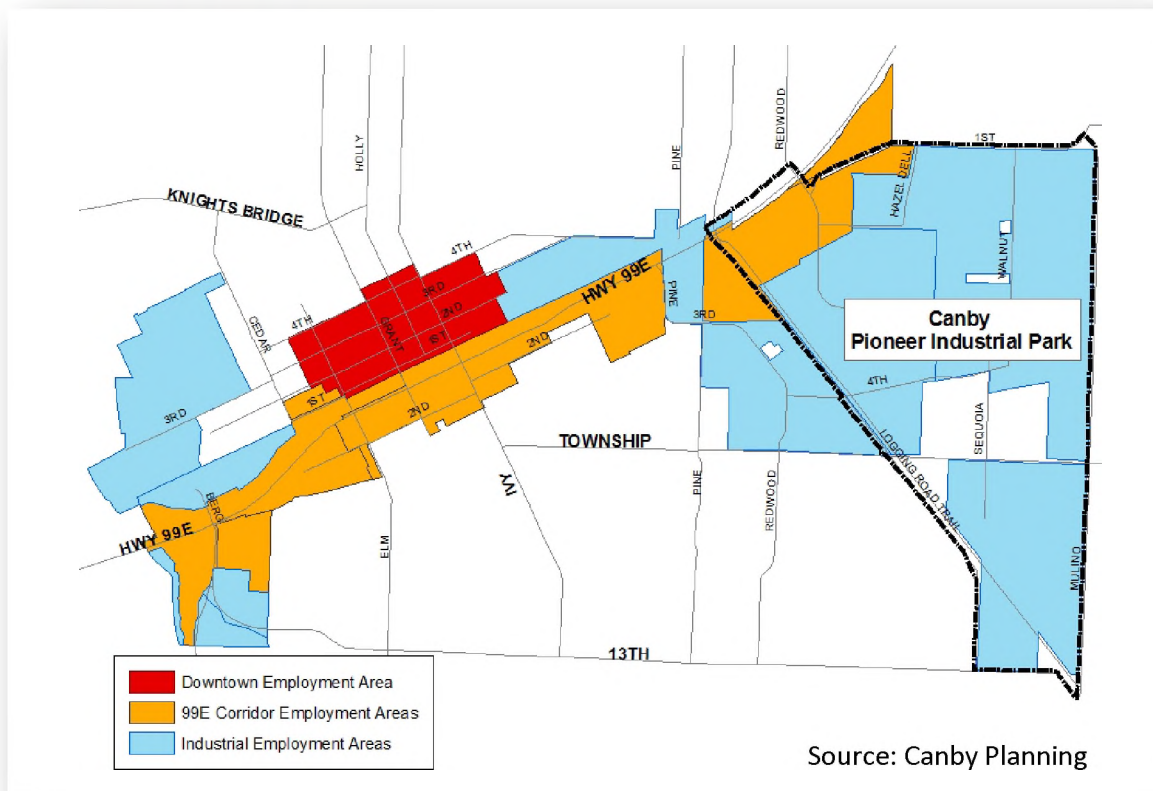 HOLLY
PINE
REDWOOD
1ST
KNIGHTS BRIDGE
HAZEL DELL
WALNUT
4TH
HWY 99E
3RD
2ND
PINE
3RD
4TH
GRANT
1ST
CEDAR
2ND
Canby
Pioneer Industrial Park
4TH
1ST
2ND
3RD
SEQUOIA
TOWNSHIP
LOGGING ROAD TRAIL
IVY
PINE
REDWOOD
BERG
HWY 99E
ELM
MULINO
13TH
Downtown Employment Area
99E Corridor Employment Areas
Industrial Employment Areas
Source: Canby Planning